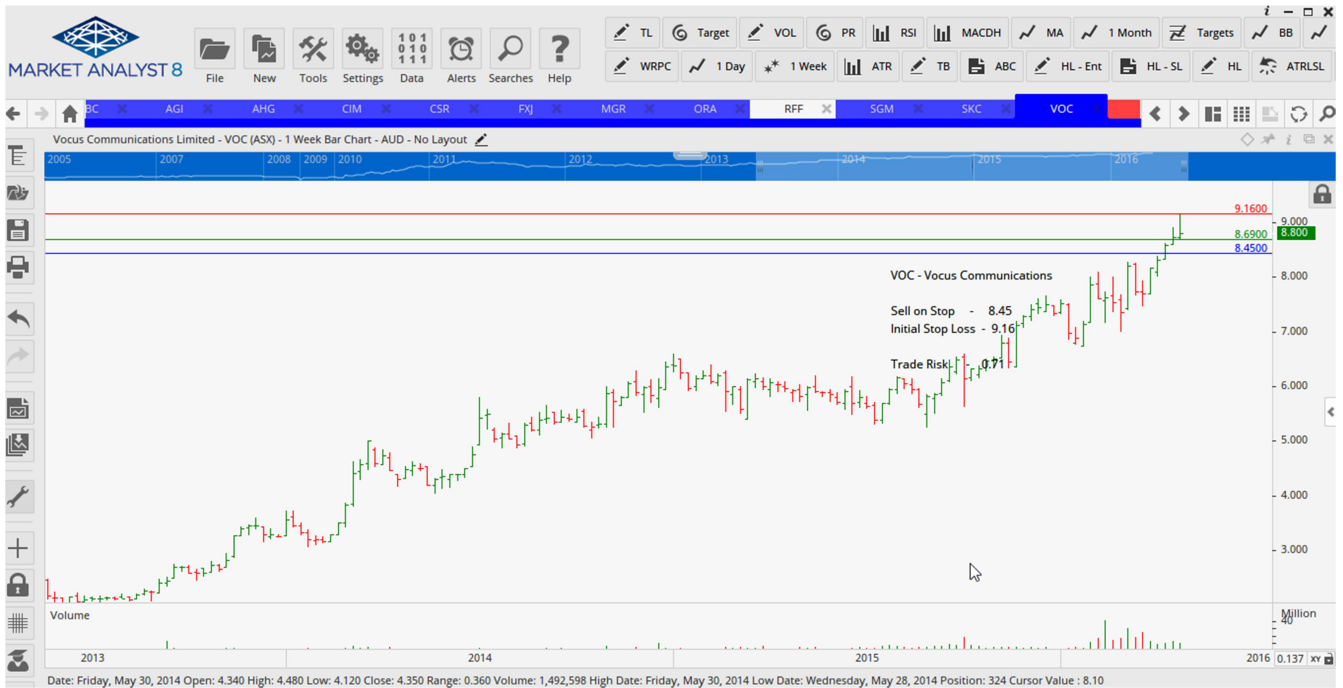 MARKET ANALYST 8
File New Tools Settings Data Alerts Searches Help
TL Target VOL PR RSI MACDH MA 1 Month Targets BB
WRPC 1 Day 1 Week ATR TB ABC HL - Ent HL - SL HL ATRLSL
BC AGI AHG CIM CSR FXJ MGR ORA RFF SGM SKC VOC
Vocus Communications Limited - VOC (ASX) - 1 Week Bar Chart - AUD - No Layout
2005 2007 2008 2009 2010 2011 2012 2013 2014 2015 2016
9.1600
9.000
8.6900 8.800
8.4500
VOC - Vocus Communications
8.000
Sell on Stop - 8.45
Initial Stop Loss - 9.16
7.000
Trade Risk - 0.71
6.000
5.000
4.000
3.000
Volume
Million
40
2013 2014 2015 2016 0.137 XY
Date: Friday, May 30, 2014 Open: 4.340 High: 4.480 Low: 4.120 Close: 4.350 Range: 0.360 Volume: 1,492,598 High Date: Friday, May 30, 2014 Low Date: Wednesday, May 28, 2014 Position: 324 Cursor Value : 8.10